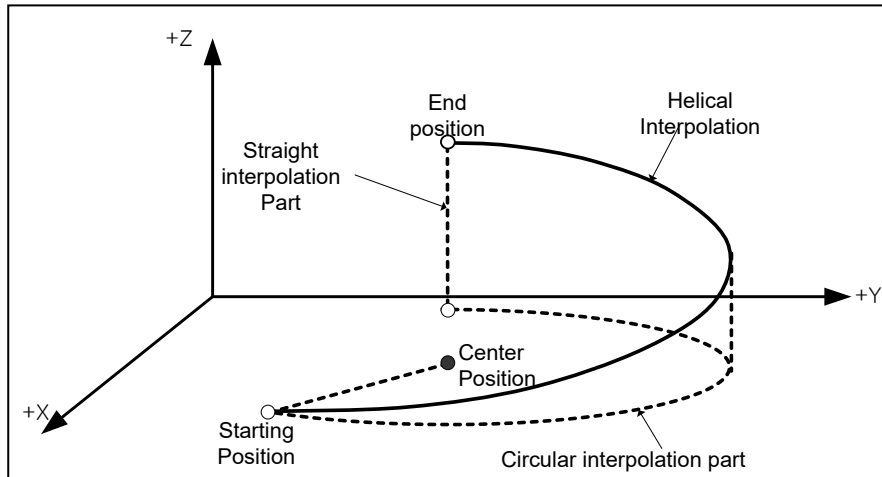 +Z
End
position
Helical
Interpolation
Straight
interpolation
Part
+Y
Center
Position
+X
Starting
Position
Circular interpolation part